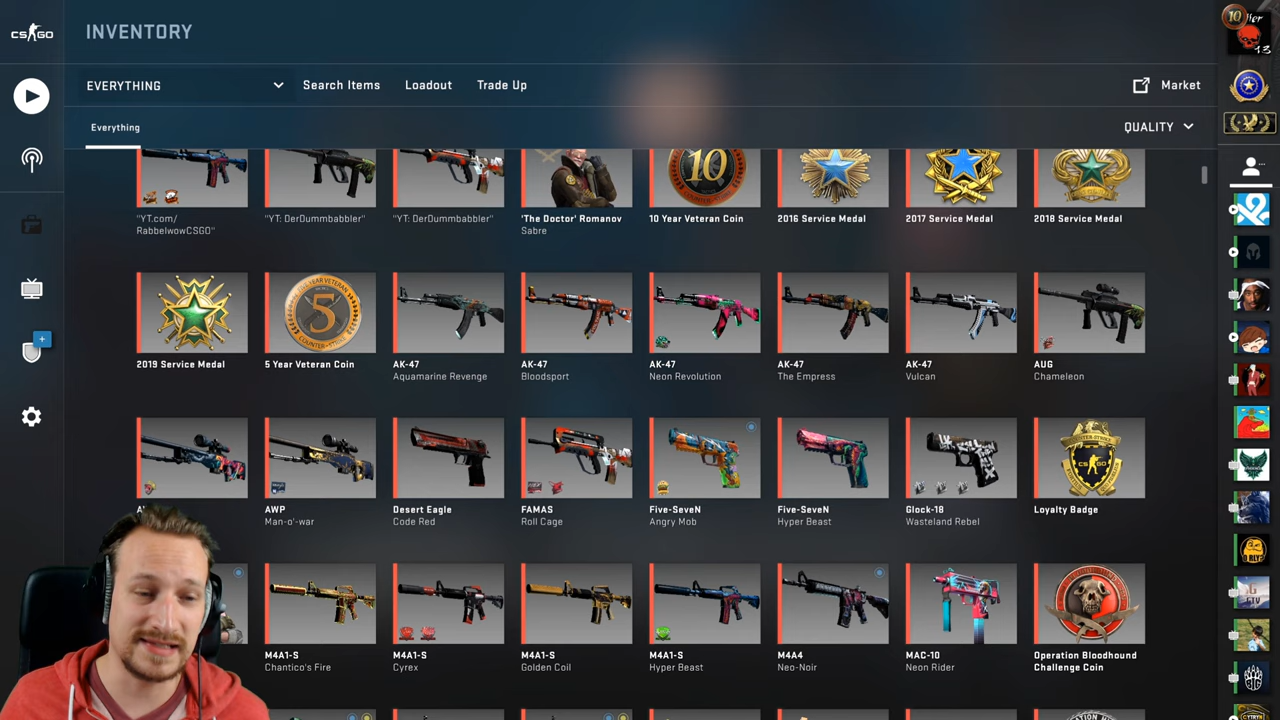 CS GO
INVENTORY
EVERYTHING
Search Items
Loadout
Trade Up
Market
Everything
QUALITY
10
13
"YT.com/
RabbelwowCSGO"
"YT: DerDummbabbler"
"YT: DerDummbabbler"
'The Doctor' Romanov
Sabre
10 Year Veteran Coin
2016 Service Medal
2017 Service Medal
2018 Service Medal
2019 Service Medal
5 Year Veteran Coin
AK-47
Aquamarine Revenge
AK-47
Bloodsport
AK-47
Neon Revolution
AK-47
The Empress
AK-47
Vulcan
AUG
Chameleon
AWP
Man-o'-war
Desert Eagle
Code Red
FAMAS
Roll Cage
Five-SeveN
Angry Mob
Five-SeveN
Hyper Beast
Glock-18
Wasteland Rebel
Loyalty Badge
M4A1-S
Chantico's Fire
M4A1-S
Cyrex
M4A1-S
Golden Coil
M4A1-S
Hyper Beast
M4A4
Neo-Noir
MAC-10
Neon Rider
Operation Bloodhound
Challenge Coin